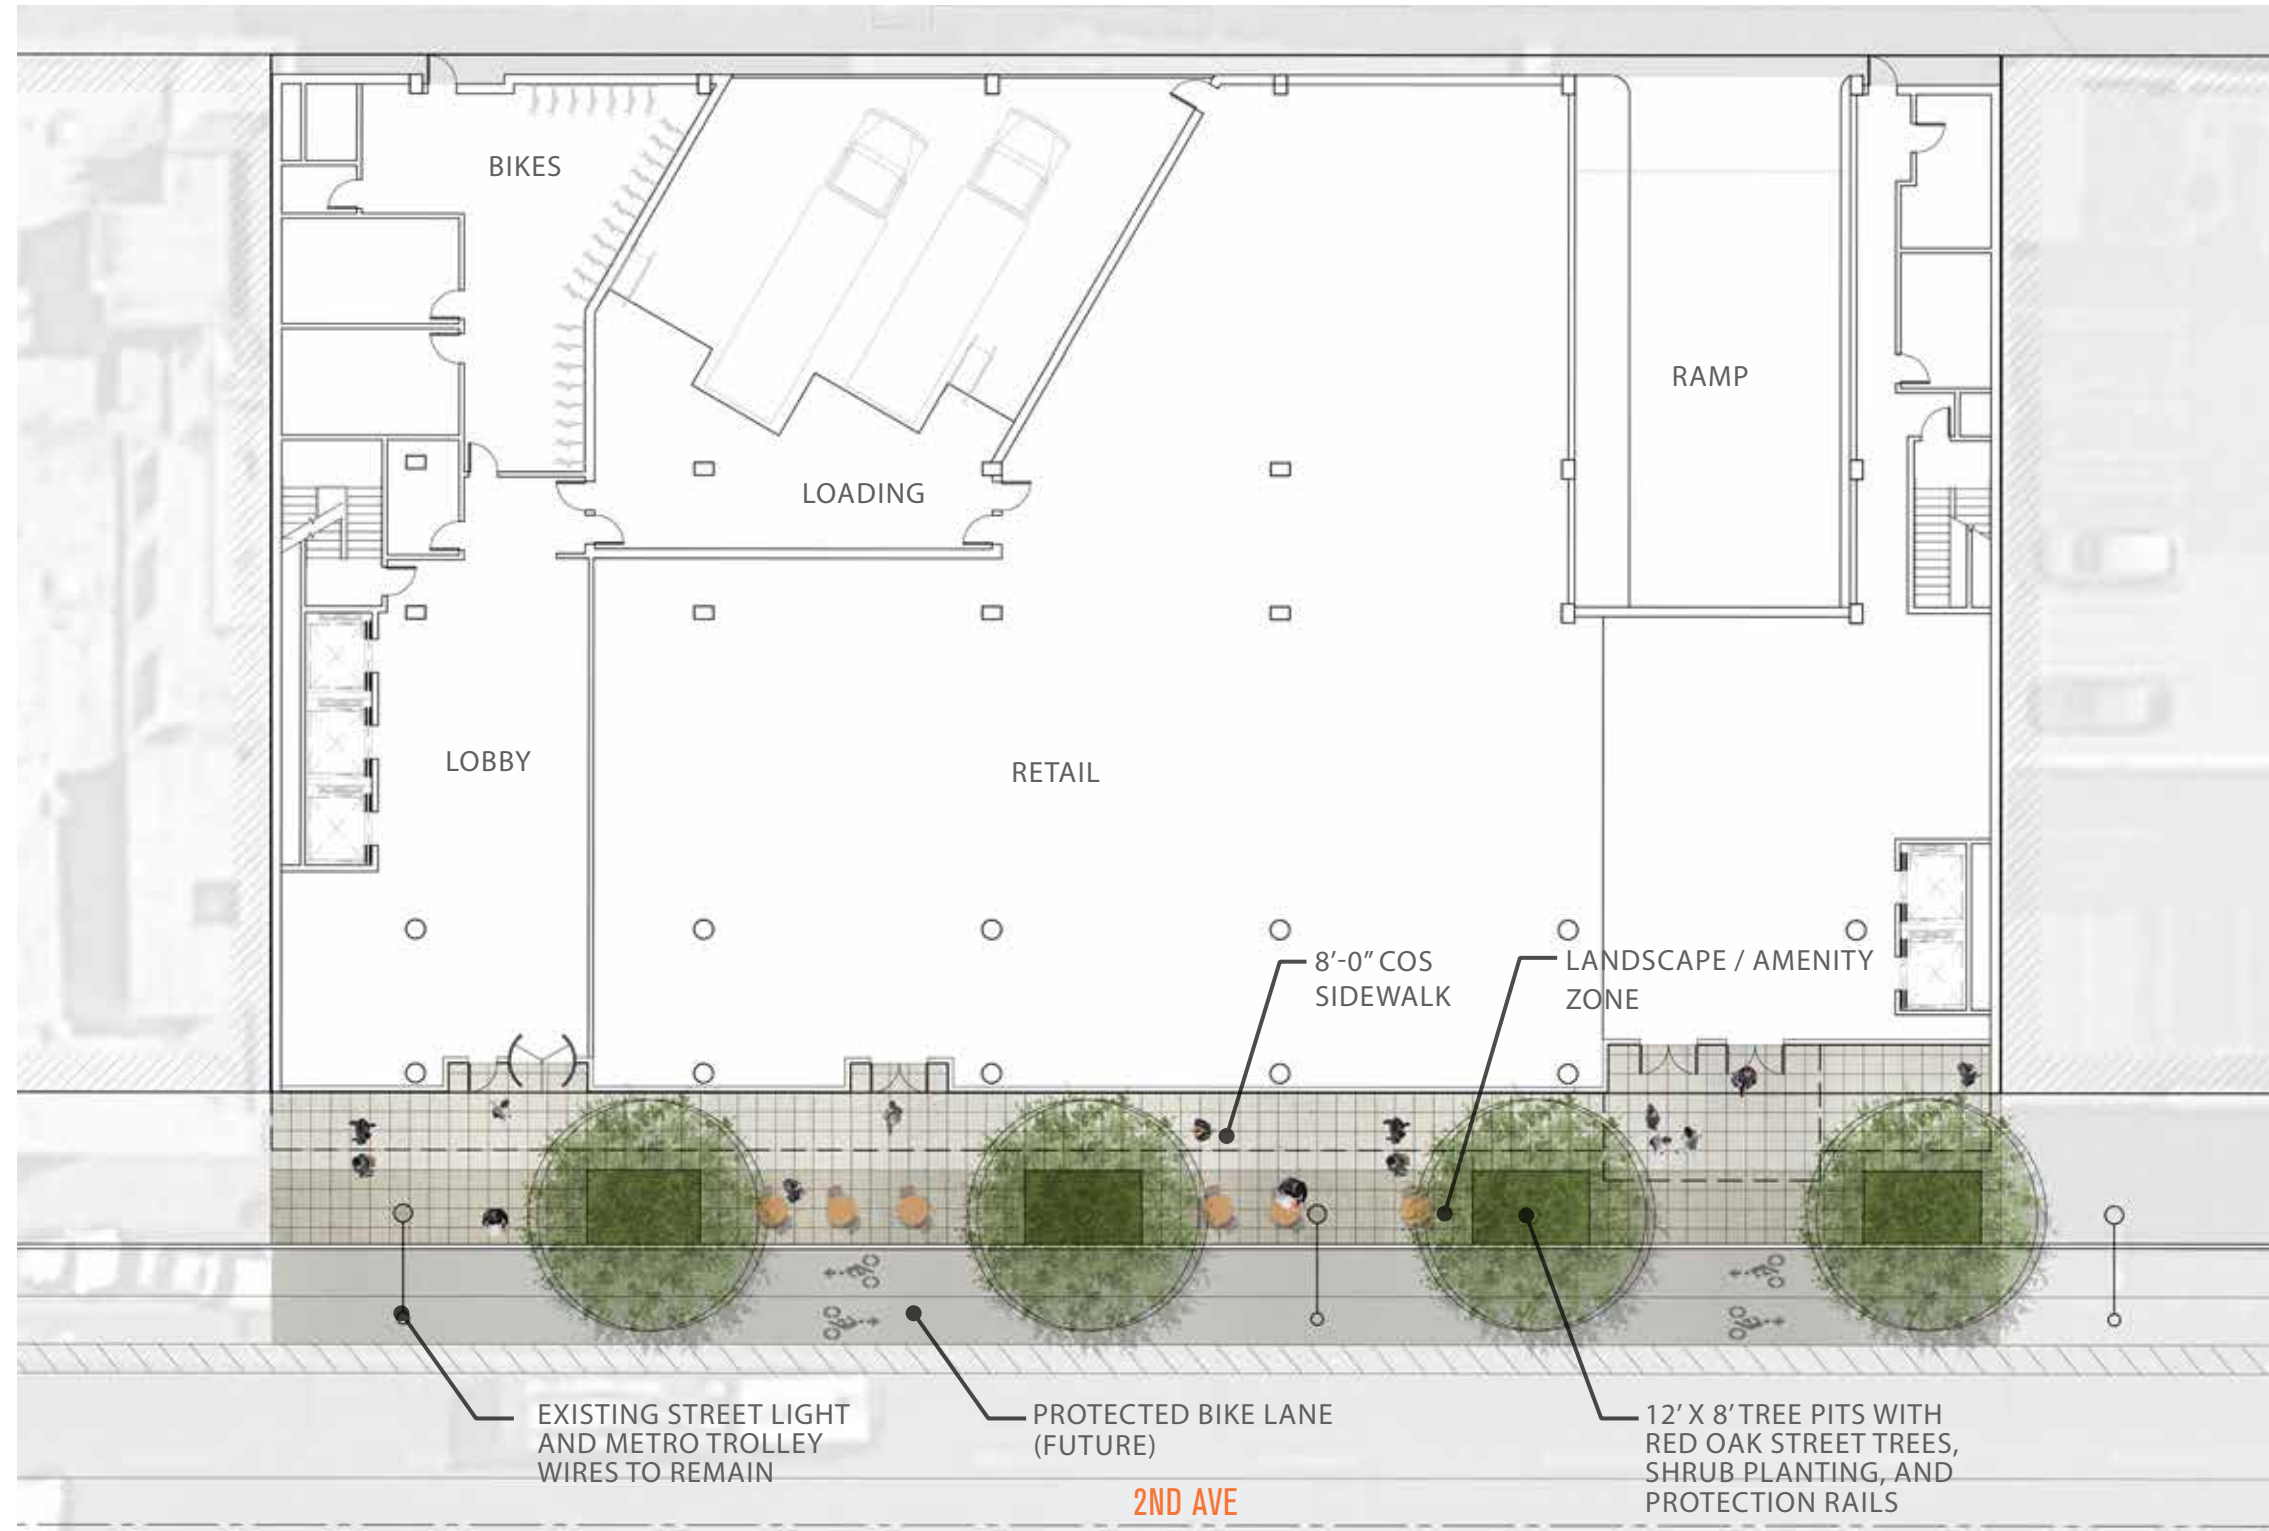 BIKES
RAMP
LOADING
LOBBY
RETAIL
8'-0" COS
SIDEWALK
LANDSCAPE / AMENITY
ZONE
EXISTING STREET LIGHT
AND METRO TROLLEY
WIRES TO REMAIN
PROTECTED BIKE LANE
(FUTURE)
12' X 8' TREE PITS WITH
RED OAK STREET TREES,
SHRUB PLANTING, AND
PROTECTION RAILS
2ND AVE